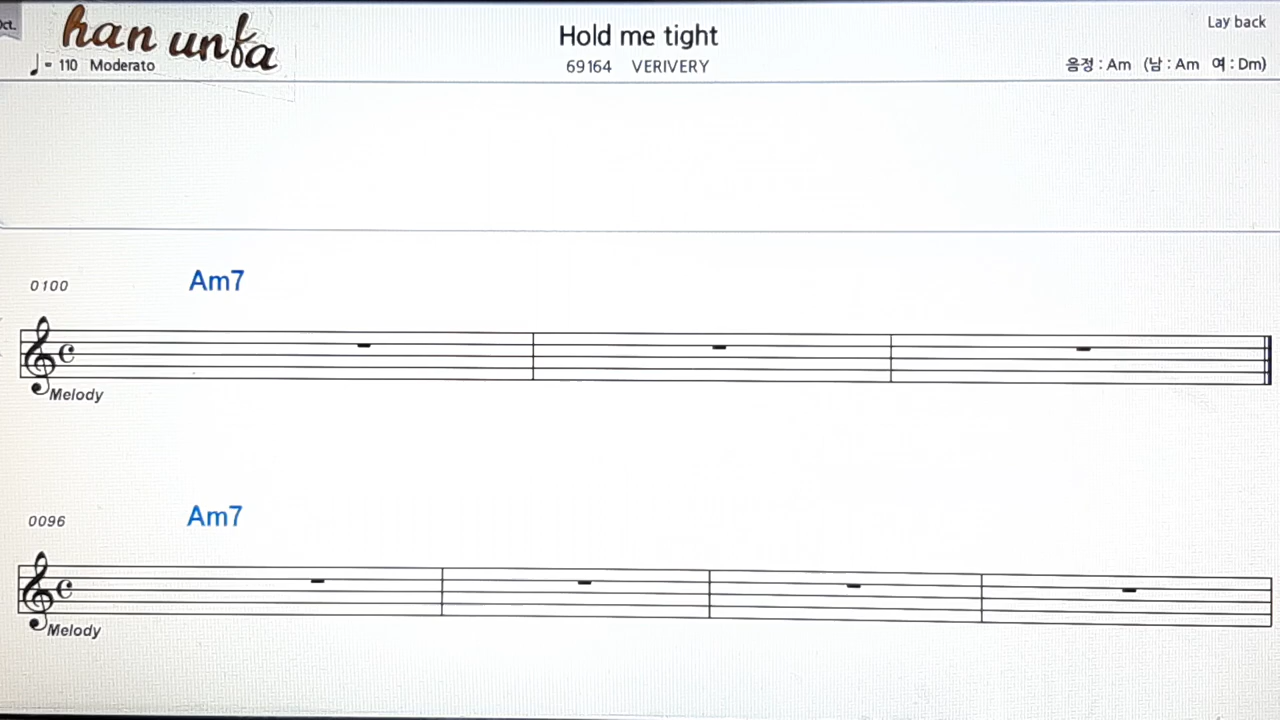 han unfa
Hold me tight
Lay back
♩= 110 Moderato
69164 VERIVERY
음정 : Am (남 : Am 여 : Dm)
0100 Am7
Melody
0096 Am7
Melody